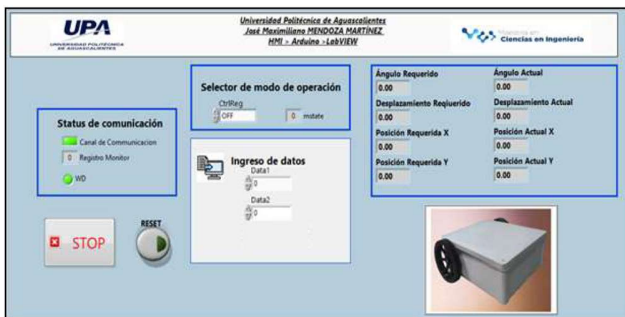 UPA
UNIVERSIDAD POLITÉCNICA
DE AGUASCALIENTES
Universidad Politécnica de Aguascalientes
José Maximiliano MENDOZA MARTÍNEZ
HMI - Arduino - LabVIEW
Ciencias en Ingeniería
Status de comunicación
Canal de Communicacion
0 Registro Monitor
WD
STOP
RESET
Selector de modo de operación
CtrlReg
OFF
0 mstate
Ingreso de datos
Data1
0
Data2
0
Ángulo Requerido Ángulo Actual
0.00 0.00
Desplazamiento Reqiuerido Desplazamiento Actual
0.00 0.00
Posición Requerida X Posición Actual X
0.00 0.00
Posición Requerida Y Posición Actual Y
0.00 0.00